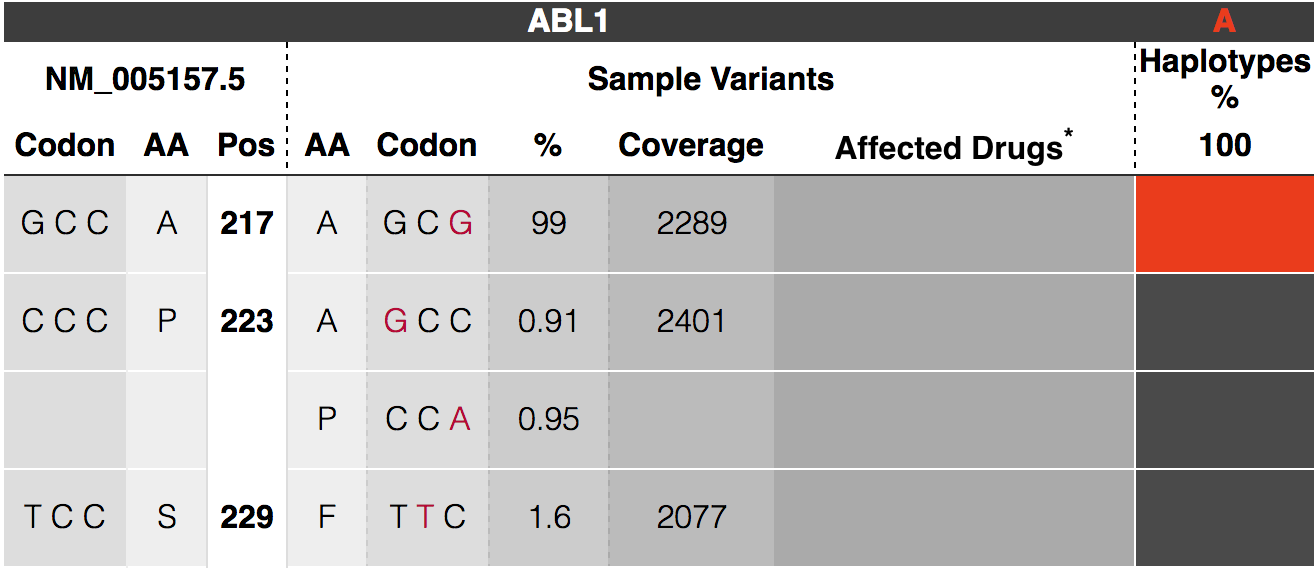 ABL1 A
NM_005157.5 Sample Variants Haplotypes
%
Codon AA Pos AA Codon % Coverage Affected Drugs* 100
G C C A 217 A G C G 99 2289
C C C P 223 A G C C 0.91 2401
P C C A 0.95
T C C S 229 F T T C 1.6 2077